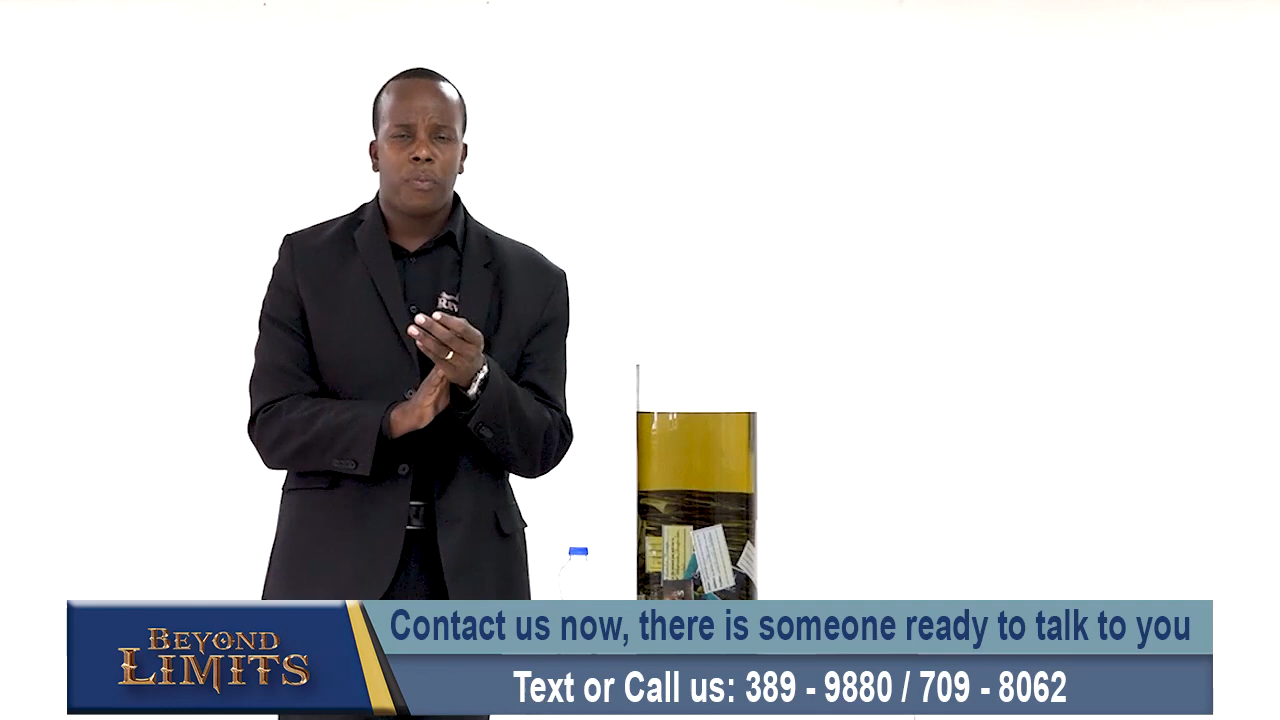 BEYOND
LIMITS
Contact us now, there is someone ready to talk to you
Text or Call us: 389 - 9880 / 709 - 8062